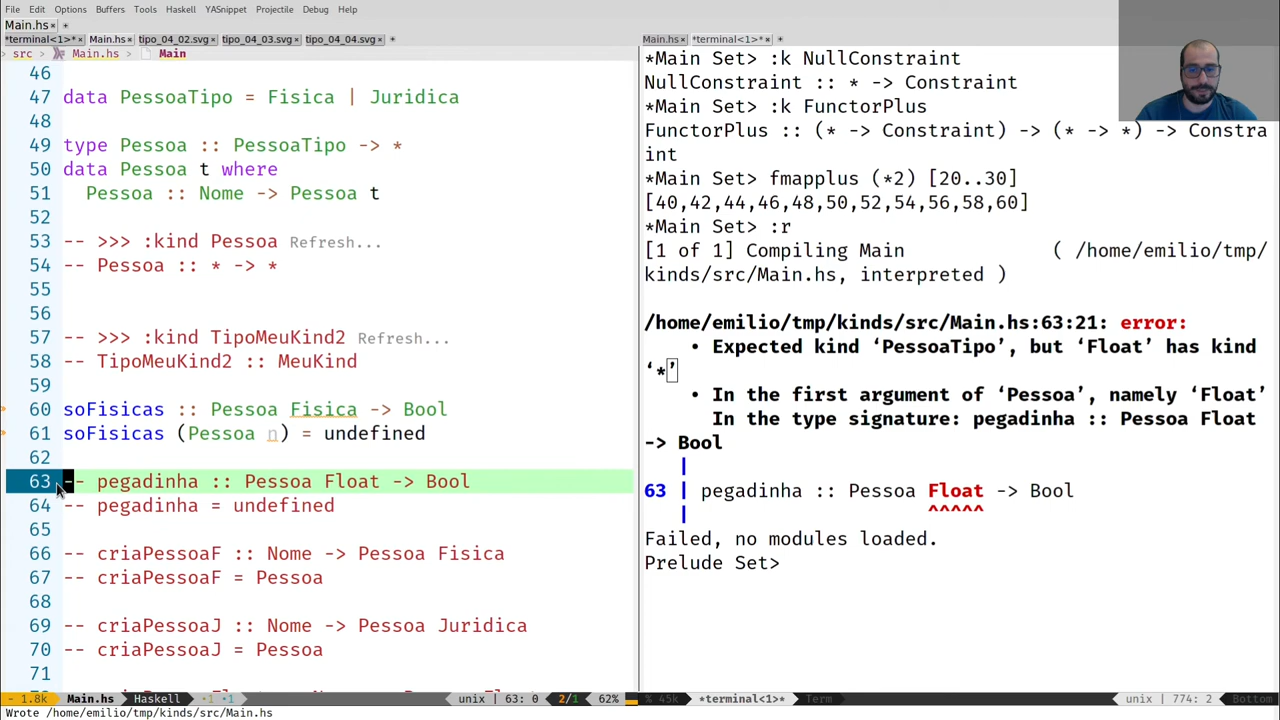 File Edit Options Buffers Tools Haskell YASnippet Projectile Debug Help
Main.hs × +
*terminal<1>*× Main.hs× tipo_04_02.svg× tipo_04_03.svg× tipo_04_04.svg× +
src > Main.hs > Main
46
47 data PessoaTipo = Fisica | Juridica
48
49 type Pessoa :: PessoaTipo -> *
50 data Pessoa t where
51   Pessoa :: Nome -> Pessoa t
52
53 -- >>> :kind Pessoa Refresh...
54 -- Pessoa :: * -> *
55
56
57 -- >>> :kind TipoMeuKind2 Refresh...
58 -- TipoMeuKind2 :: MeuKind
59
60 soFisicas :: Pessoa Fisica -> Bool
61 soFisicas (Pessoa n) = undefined
62
63 -- pegadinha :: Pessoa Float -> Bool
64 -- pegadinha = undefined
65
66 -- criaPessoaF :: Nome -> Pessoa Fisica
67 -- criaPessoaF = Pessoa
68
69 -- criaPessoaJ :: Nome -> Pessoa Juridica
70 -- criaPessoaJ = Pessoa
71
- 1.8k Main.hs Haskell •1 •1 unix | 63: 0 2/1 62%
Wrote /home/emilio/tmp/kinds/src/Main.hs
Main.hs× *terminal<1>*× +
*Main Set> :k NullConstraint
NullConstraint :: * -> Constraint
*Main Set> :k FunctorPlus
FunctorPlus :: (* -> Constraint) -> (* -> *) -> Constra
int
*Main Set> fmapplus (*2) [20..30]
[40,42,44,46,48,50,52,54,56,58,60]
*Main Set> :r
[1 of 1] Compiling Main ( /home/emilio/tmp/
kinds/src/Main.hs, interpreted )
/home/emilio/tmp/kinds/src/Main.hs:63:21: error:
• Expected kind ‘PessoaTipo’, but ‘Float’ has kind
‘*’
• In the first argument of ‘Pessoa’, namely ‘Float’
In the type signature: pegadinha :: Pessoa Float
-> Bool
|
63 | pegadinha :: Pessoa Float -> Bool
| ^^^^^
Failed, no modules loaded.
Prelude Set>
% 45k *terminal<1>* Term unix | 774: 2 Bottom